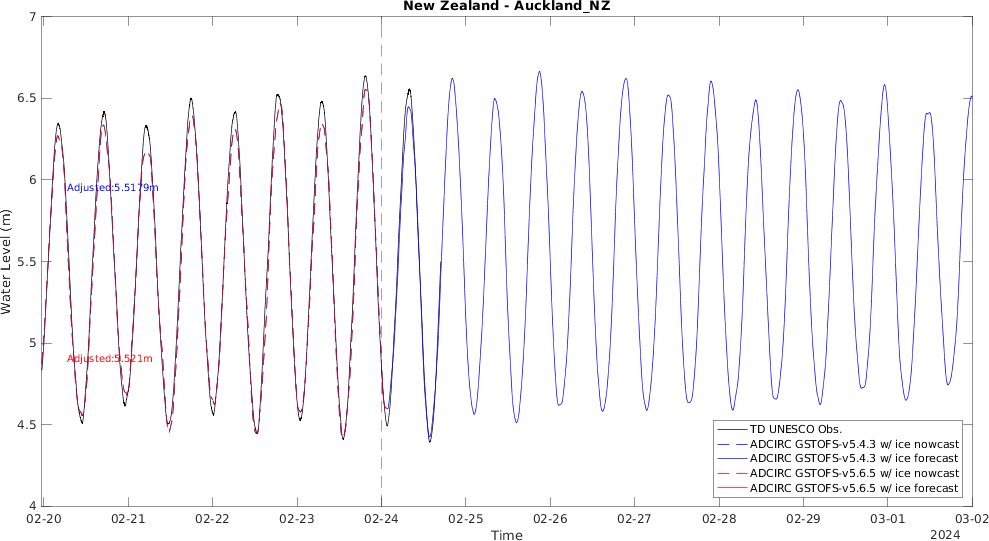 New Zealand - Auckland_NZ
7
6.5
6
5.5
5
4.5
4
Water Level (m)
Adjusted:5.5179m
Adjusted:5.521m
TD UNESCO Obs.
ADCIRC GSTOFS-v5.4.3 w/ ice nowcast
ADCIRC GSTOFS-v5.4.3 w/ ice forecast
ADCIRC GSTOFS-v5.6.5 w/ ice nowcast
ADCIRC GSTOFS-v5.6.5 w/ ice forecast
02-20 02-21 02-22 02-23 02-24 02-25 02-26 02-27 02-28 02-29 03-01 03-02
Time
2024